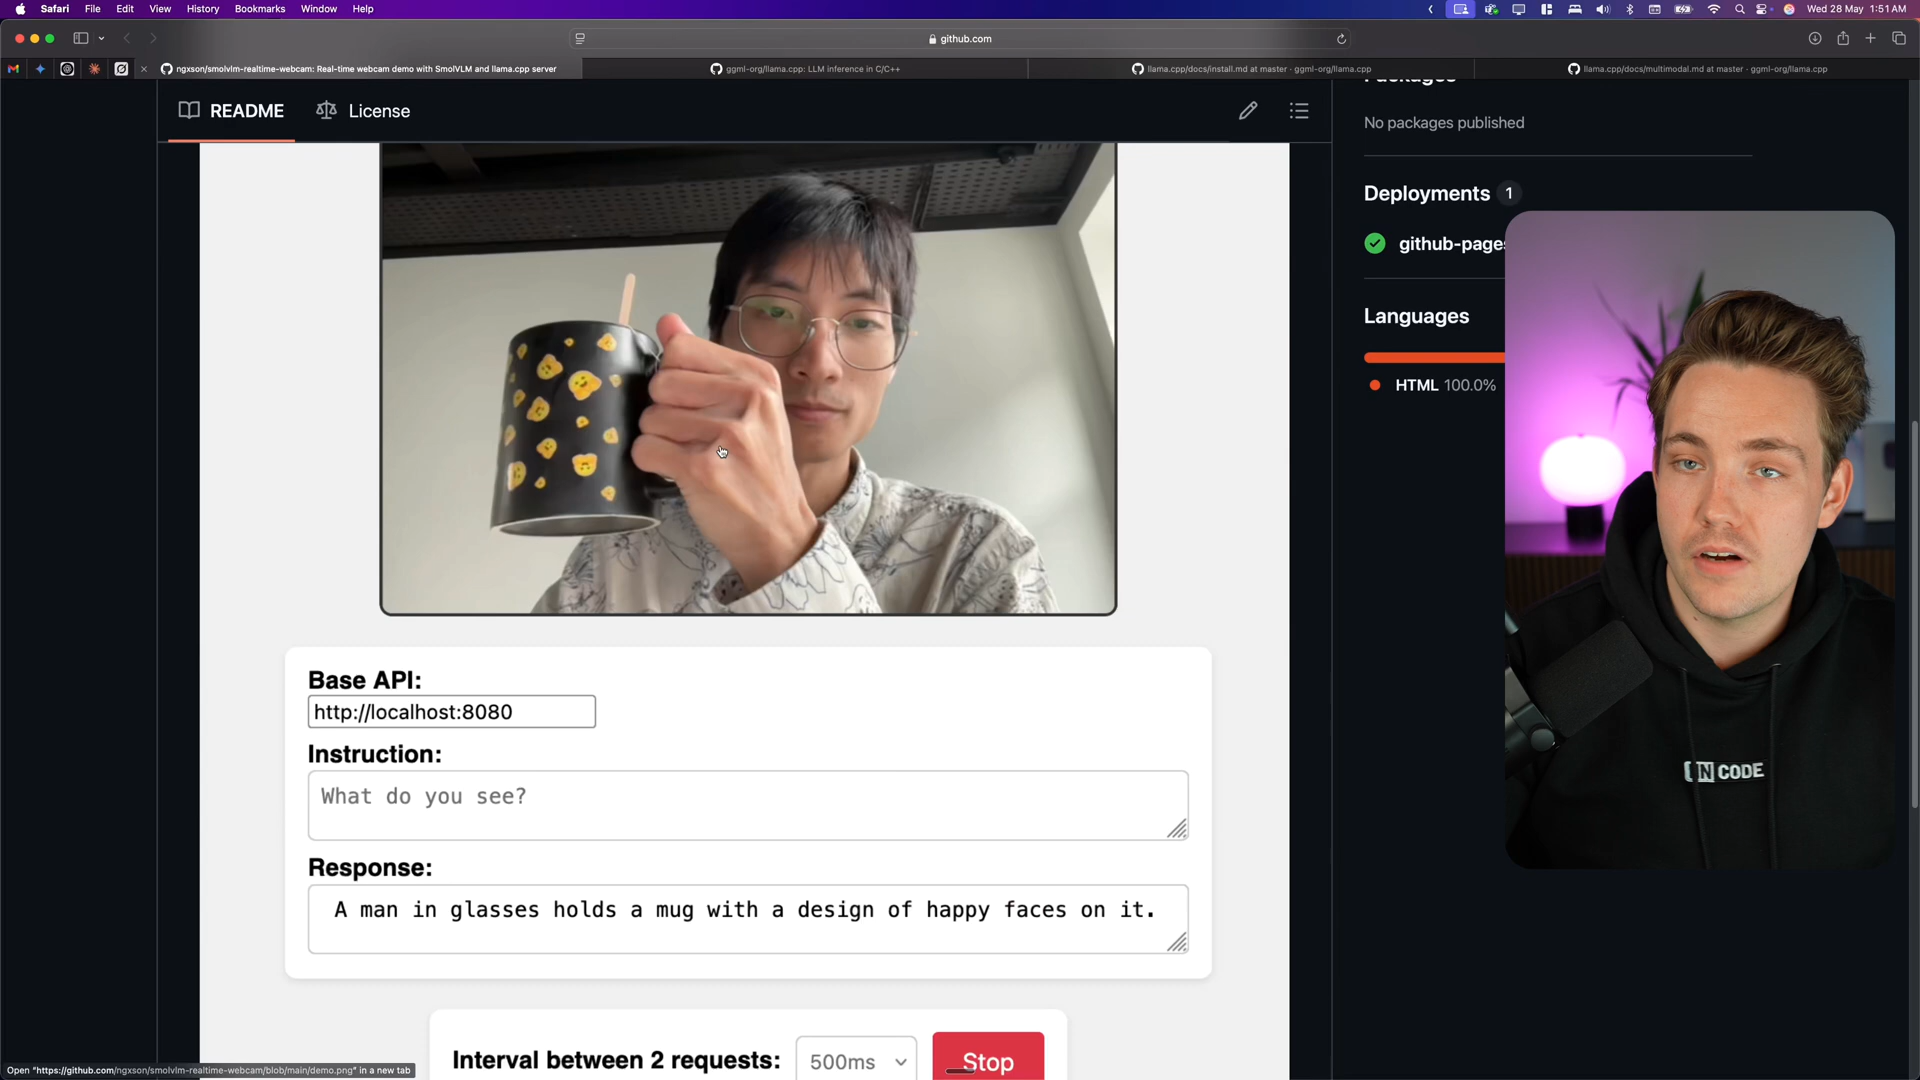 Safari File Edit View History Bookmarks Window Help
Wed 28 May 1:51 AM
github.com
ngxson/smolvlm-realtime-webcam: Real-time webcam demo with SmolVLM and llama.cpp server
ggml-org/llama.cpp: LLM inference in C/C++
llama.cpp/docs/install.md at master · ggml-org/llama.cpp
llama.cpp/docs/multimodal.md at master · ggml-org/llama.cpp
README
License
No packages published
Deployments 1
github-pages
Languages
HTML 100.0%
Base API:
http://localhost:8080
Instruction:
What do you see?
Response:
A man in glasses holds a mug with a design of happy faces on it.
Interval between 2 requests: 500ms Stop
CODE
Open "https://github.com/ngxson/smolvlm-realtime-webcam/blob/main/demo.png" in a new tab